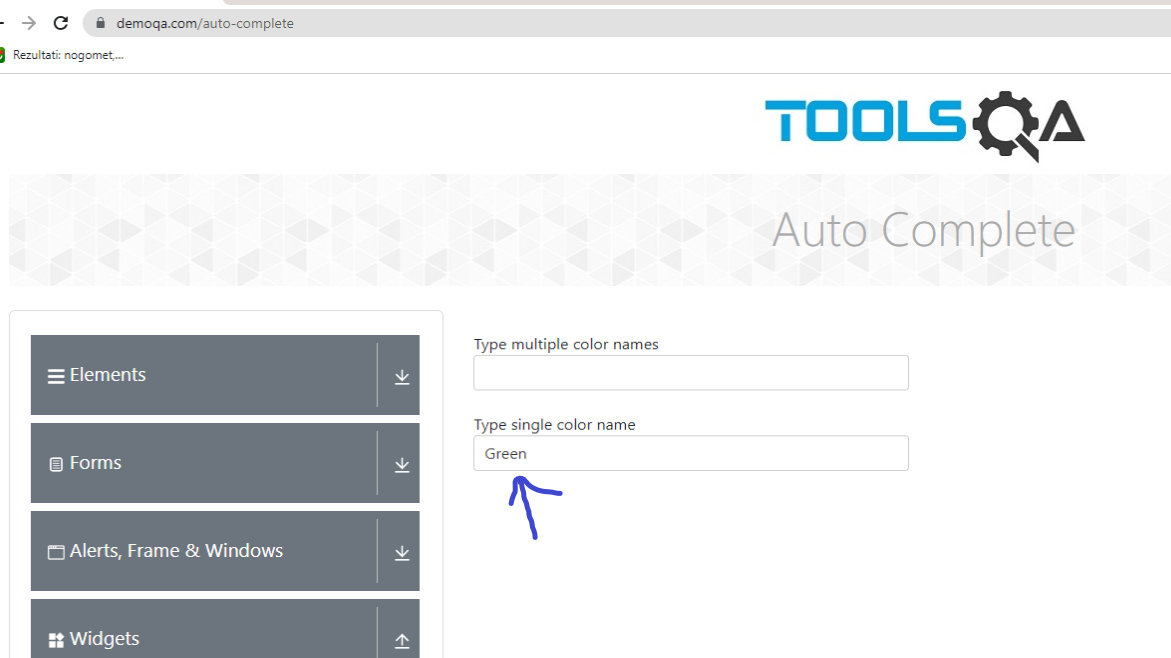 demoqa.com/auto-complete
Rezultati: nogomet,...
TOOLSQA
Auto Complete
Elements
Forms
Alerts, Frame & Windows
Widgets
Type multiple color names
Type single color name
Green